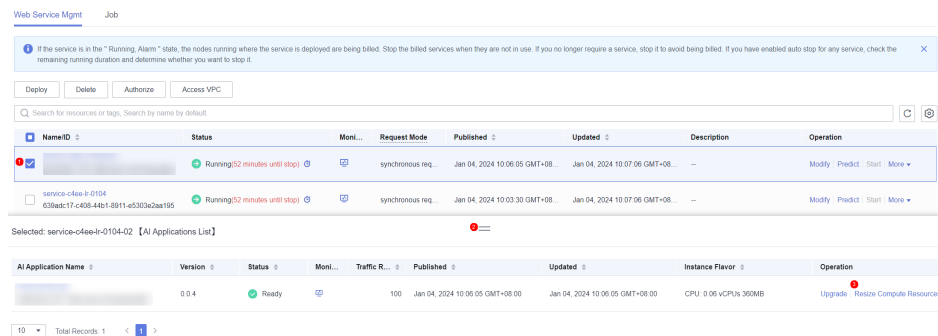 Web Service Mgmt Job
If the service is in the " Running, Alarm " state, the nodes running where the service is deployed are being billed. Stop the billed services when they are not in use. If you no longer require a service, stop it to avoid being billed. If you have enabled auto stop for any service, check the
remaining running duration and determine whether you want to stop it.
Deploy Delete Authorize Access VPC
Search for resources or tags, Search by name by default.
Name/ID Status Moni... Request Mode Published Updated Description Operation
1 Running(52 minutes until stop) synchronous req... Jan 04, 2024 10:06:05 GMT+08... Jan 04, 2024 10:07:06 GMT+08... -- Modify Predict Start More
service-c4ee-lr-0104
639adc17-c408-44b1-8911-e5303e2aa195 Running(52 minutes until stop) synchronous req... Jan 04, 2024 10:03:30 GMT+08... Jan 04, 2024 10:07:06 GMT+08... -- Modify Predict Start More
Selected: service-c4ee-lr-0104-02 【AI Applications List】 2
AI Application Name Version Status Moni... Traffic R... Published Updated Instance Flavor Operation
3
0.0.4 Ready 100 Jan 04, 2024 10:06:05 GMT+08:00 Jan 04, 2024 10:06:05 GMT+08:00 CPU: 0.06 vCPUs 360MB Upgrade Resize Compute Resource
10 Total Records: 1 < 1 >